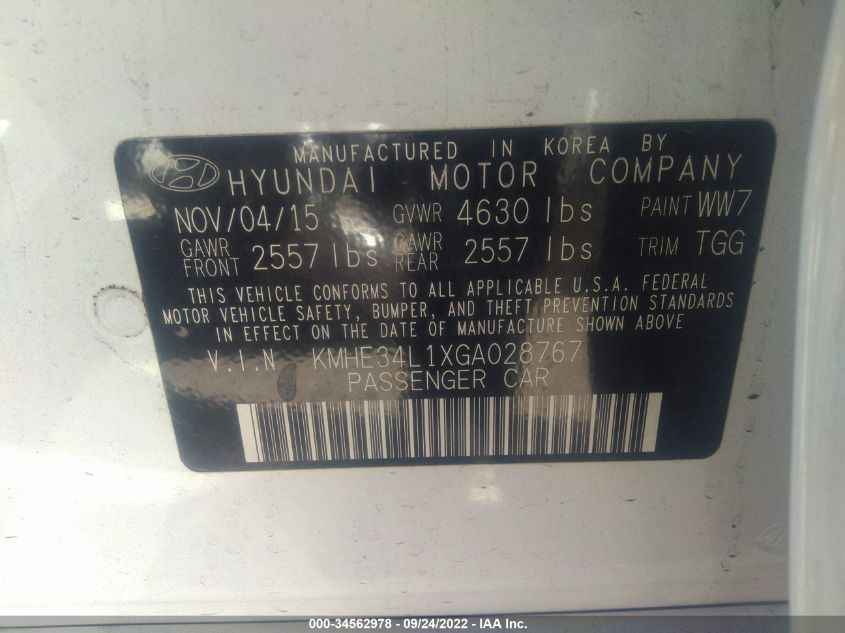 MANUFACTURED IN KOREA BY
HYUNDAI MOTOR COMPANY
NOV/04/15 GVWR 4630 lbs PAINT WW7
GAWR FRONT 2557 lbs GAWR REAR 2557 lbs TRIM TGG
THIS VEHICLE CONFORMS TO ALL APPLICABLE U.S.A. FEDERAL
MOTOR VEHICLE SAFETY, BUMPER, AND THEFT PREVENTION STANDARDS
IN EFFECT ON THE DATE OF MANUFACTURE SHOWN ABOVE
V.I.N KMHE34L1XGA028767
PASSENGER CAR
000-34562978 - 09/24/2022 - IAA Inc.